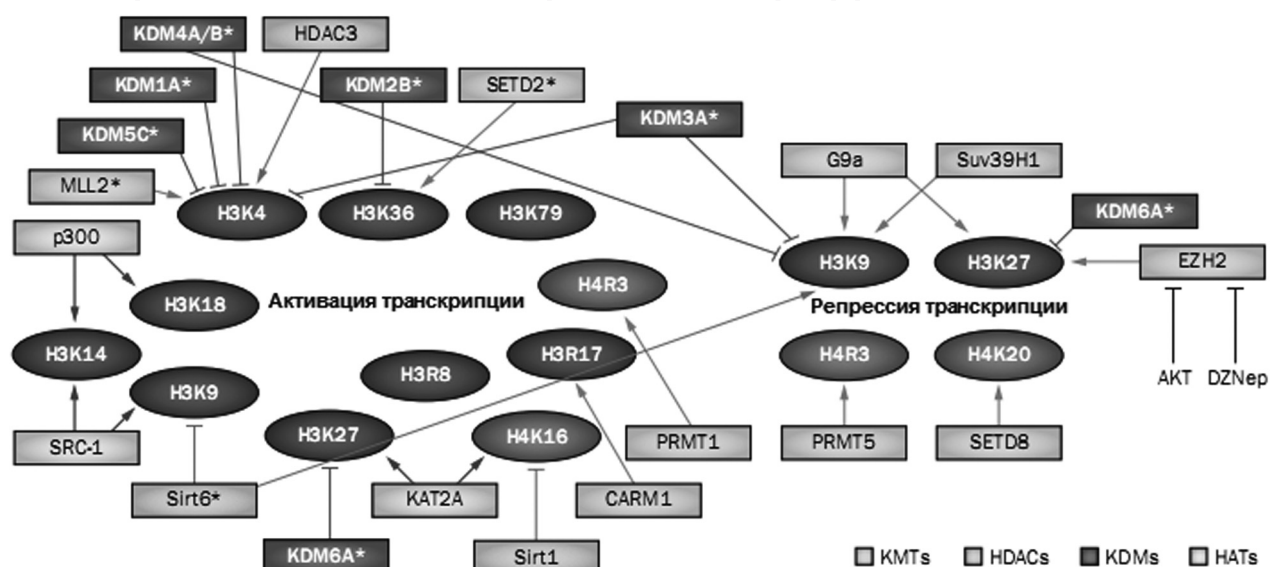 KDM4A/B*
HDAC3
KDM1A*
KDM2B*
SETD2*
KDM5C*
KDM3A*
MLL2*
G9a
Suv39H1
H3K4
H3K36
H3K79
KDM6A*
p300
H3K9
H3K27
EZH2
H3K18
Активация транскрипции
H4R3
Репрессия транскрипции
H3K14
H3R17
H4R3
H4K20
H3K9
H3R8
AKT
DZNep
H3K27
H4K16
SRC-1
PRMT1
PRMT5
SETD8
Sirt6*
KAT2A
CARM1
KDM6A*
Sirt1
KMTs
HDACs
KDMs
HATs